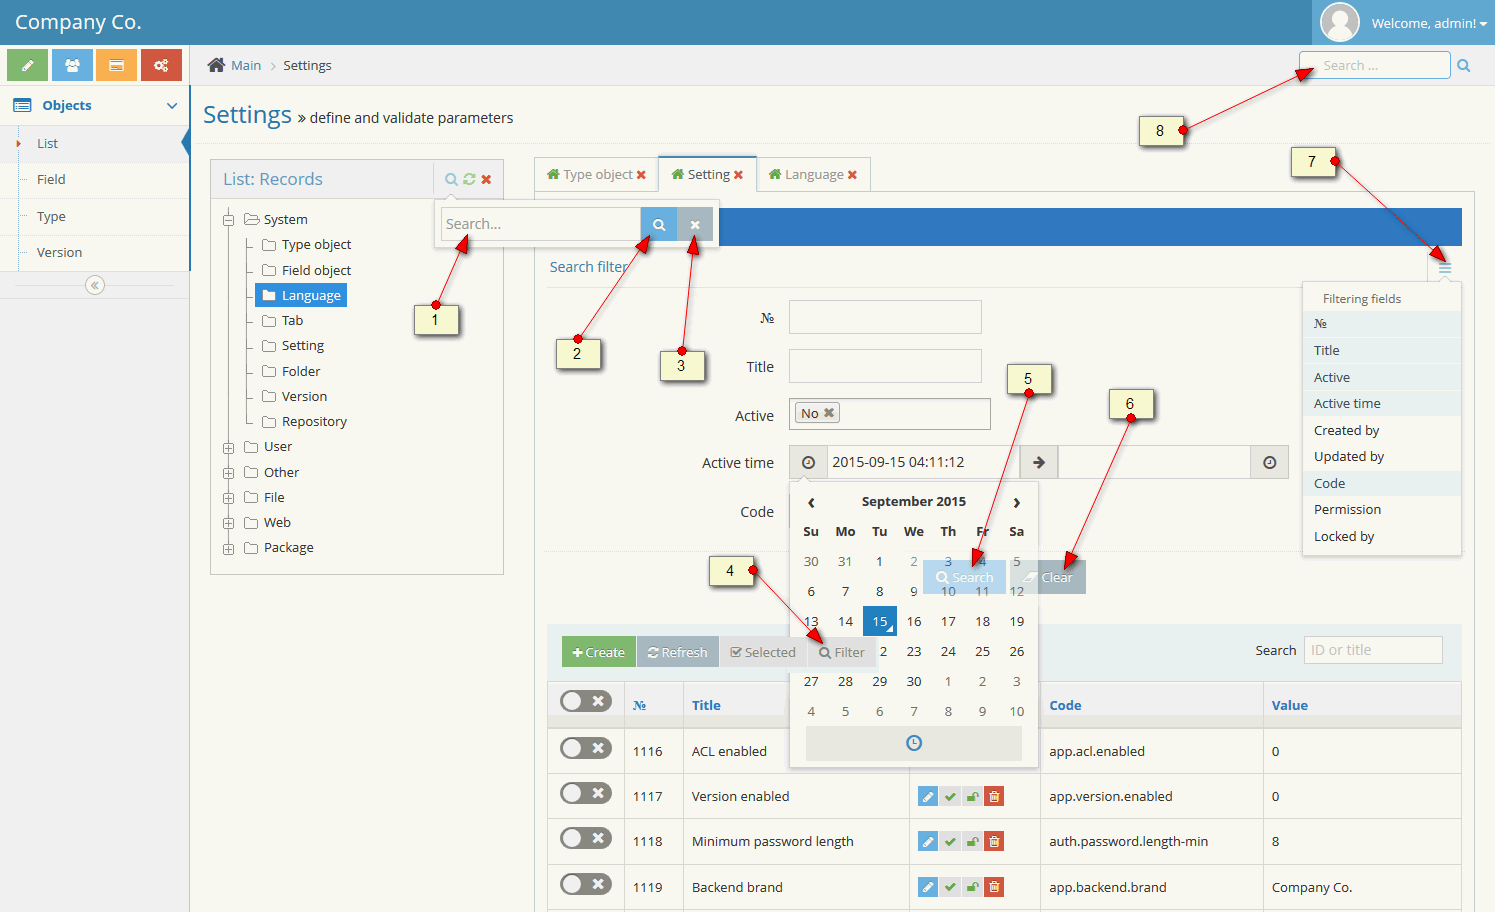 Company Co.
Welcome, admin!
Main > Settings
Search ...
Objects
List
Field
Type
Version
«
Settings » define and validate parameters
8
7
List: Records
Type object
Setting
Language
Search...
System
Type object
Field object
Language
Tab
Setting
Folder
Version
Repository
User
Other
File
Web
Package
1
2
3
Search filter
№
Title
Active
No
Active time
2015-09-15 04:11:12
Code
5
6
4
Filtering fields
№
Title
Active
Active time
Created by
Updated by
Code
Permission
Locked by
September 2015
Su Mo Tu We Th Fr Sa
30 31 1 2 3 4 5
Search
Clear
6 7 8 9 10 11 12
13 14 15 16 17 18 19
2 23 24 25 26
27 28 29 30 1 2 3
4 5 6 7 8 9 10
Create
Refresh
Selected
Filter
Search
ID or title
№ Title Code Value
1116 ACL enabled app.acl.enabled 0
1117 Version enabled app.version.enabled 0
1118 Minimum password length auth.password.length-min 8
1119 Backend brand app.backend.brand Company Co.